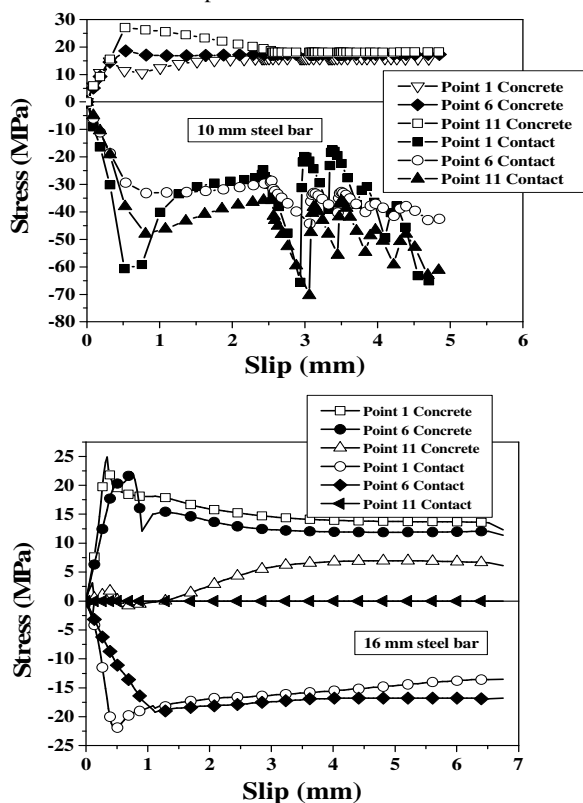 30
20
10
0
-10
-20
-30
-40
-50
-60
-70
-80
Stress (MPa)
Point 1 Concrete
Point 6 Concrete
Point 11 Concrete
Point 1 Contact
Point 6 Contact
Point 11 Contact
10 mm steel bar
0 1 2 3 4 5 6
Slip (mm)
Point 1 Concrete
Point 6 Concrete
Point 11 Concrete
Point 1 Contact
Point 6 Contact
Point 11 Contact
25
20
15
10
5
0
-5
-10
-15
-20
-25
Stress (MPa)
16 mm steel bar
0 1 2 3 4 5 6 7
Slip (mm)